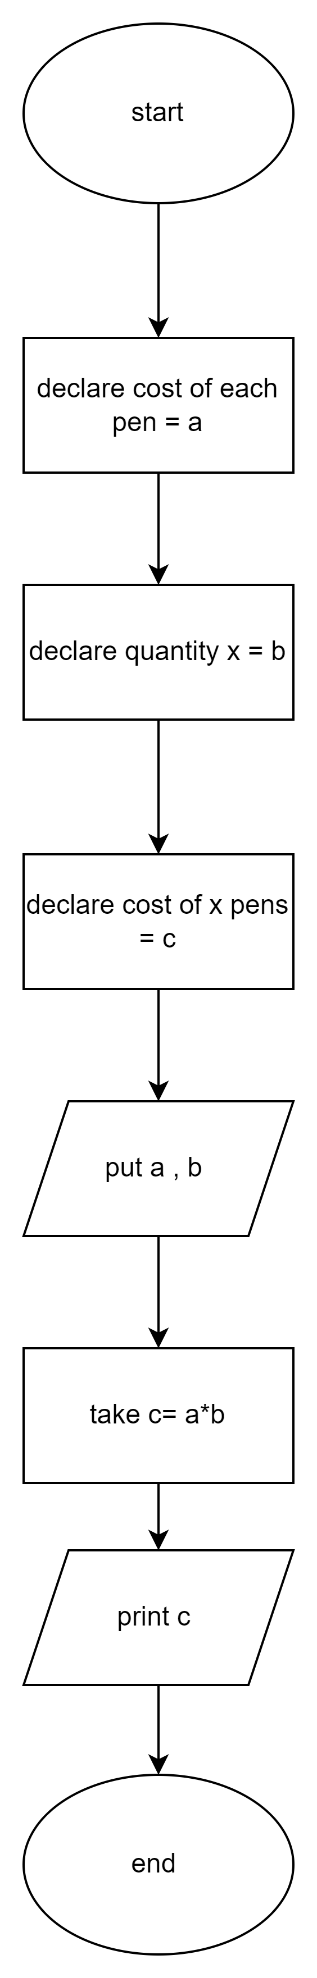 start
declare cost of each
pen = a
declare quantity x = b
declare cost of x pens
= c
put a , b
take c= a*b
print c
end